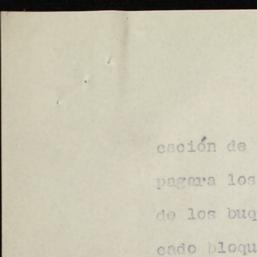 cación de
pagara los
de los buq
cado bloqu